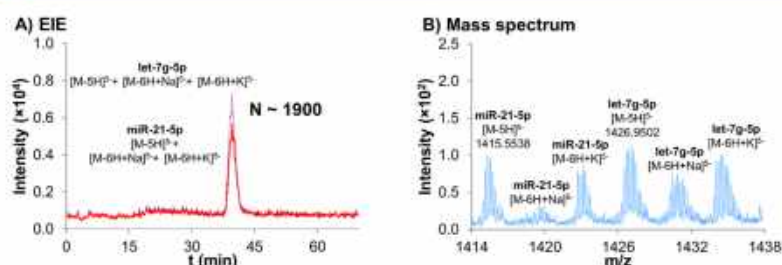 A) EIE
Intensity (×10⁴)
1.0
0.8
0.6
0.4
0.2
0.0
let-7g-5p
[M-5H]⁵⁻+ [M-6H+Na]⁵⁻+ [M-6H+K]⁵⁻
N ~ 1900
miR-21-5p
[M-5H]⁵⁻+
[M-6H+Na]⁵⁻+ [M-6H+K]⁵⁻
0 15 30 45 60
t (min)
B) Mass spectrum
Intensity (×10²)
2.5
2.0
1.5
1.0
0.5
0.0
miR-21-5p
[M-5H]⁵⁻
1415.5538
miR-21-5p
[M-6H+Na]⁵⁻
miR-21-5p
[M-6H+K]⁵⁻
let-7g-5p
[M-5H]⁵⁻
1426.9502
let-7g-5p
[M-6H+Na]⁵⁻
let-7g-5p
[M-6H+K]⁵⁻
1414 1420 1426 1432 1438
m/z